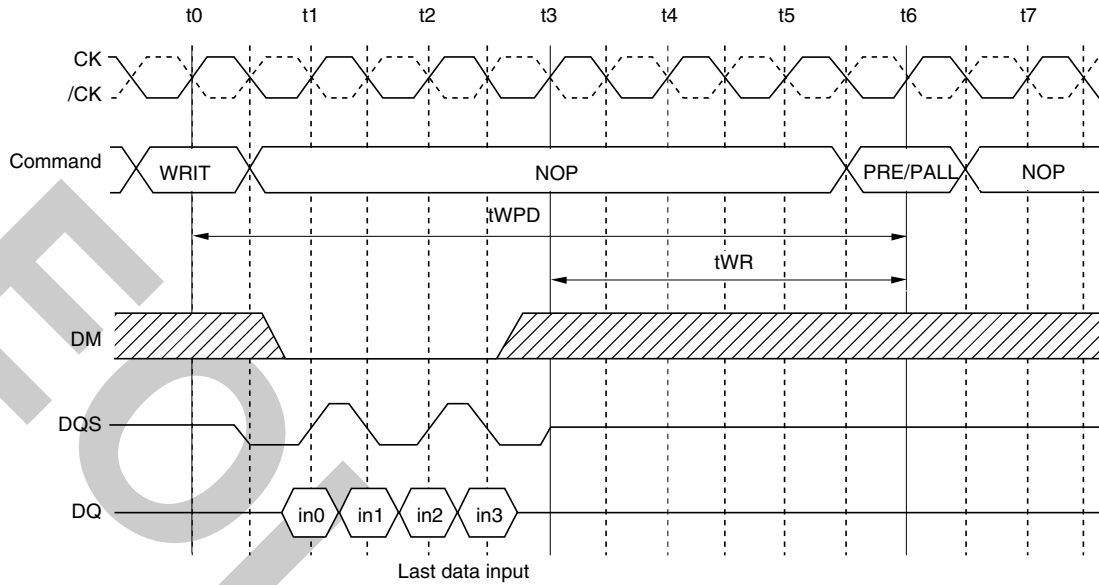 t0 t1 t2 t3 t4 t5 t6 t7
CK
/CK
Command WRIT NOP PRE/PALL NOP
tWPD
tWR
DM
DQS
DQ in0 in1 in2 in3
Last data input